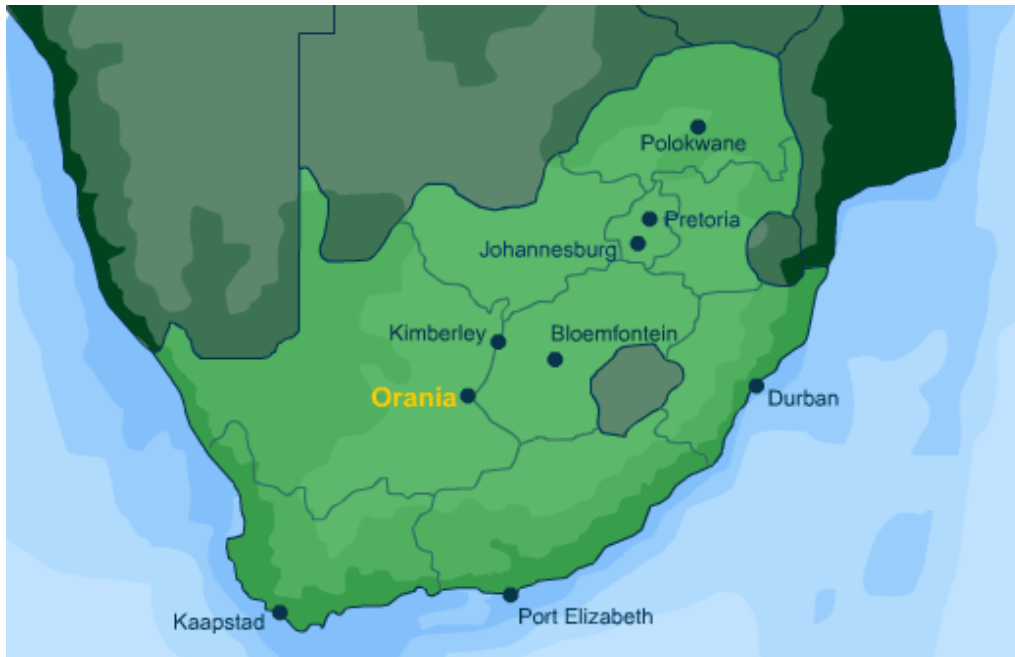 Polokwane
Pretoria
Johannesburg
Kimberley
Bloemfontein
Orania
Durban
Kaapstad
Port Elizabeth